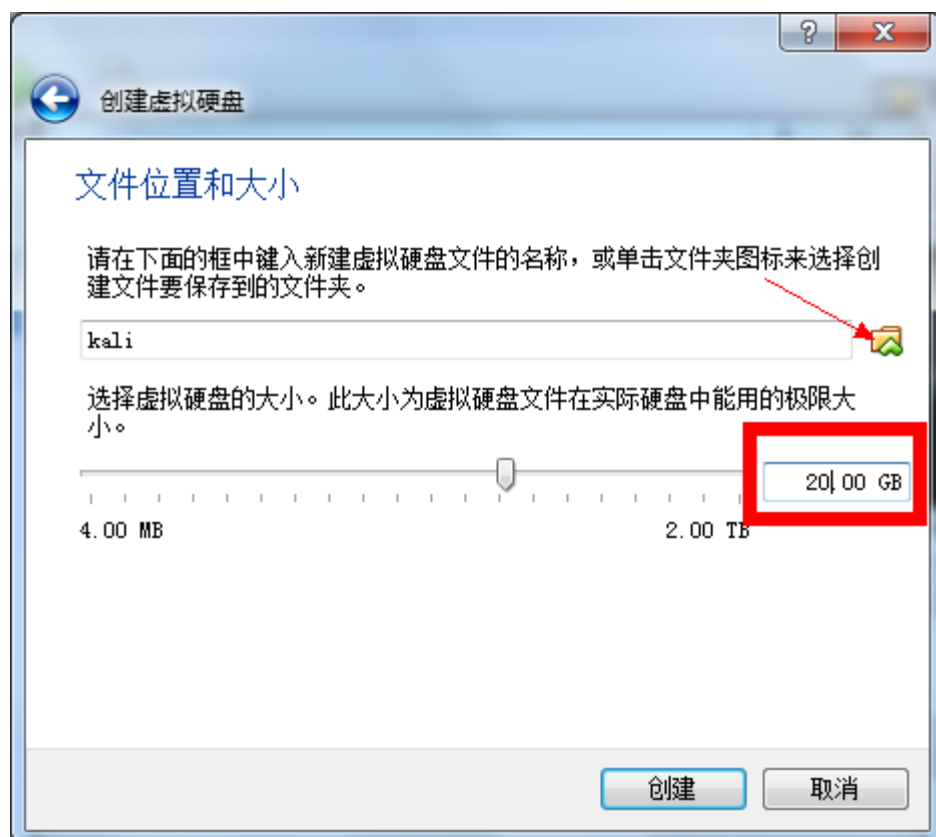 ?
创建虚拟硬盘
文件位置和大小
请在下面的框中键入新建虚拟硬盘文件的名称，或单击文件夹图标来选择创
建文件要保存到的文件夹。
kali
选择虚拟硬盘的大小。此大小为虚拟硬盘文件在实际硬盘中能用的极限大
小。
20.00 GB
4.00 MB
2.00 TB
创建
取消